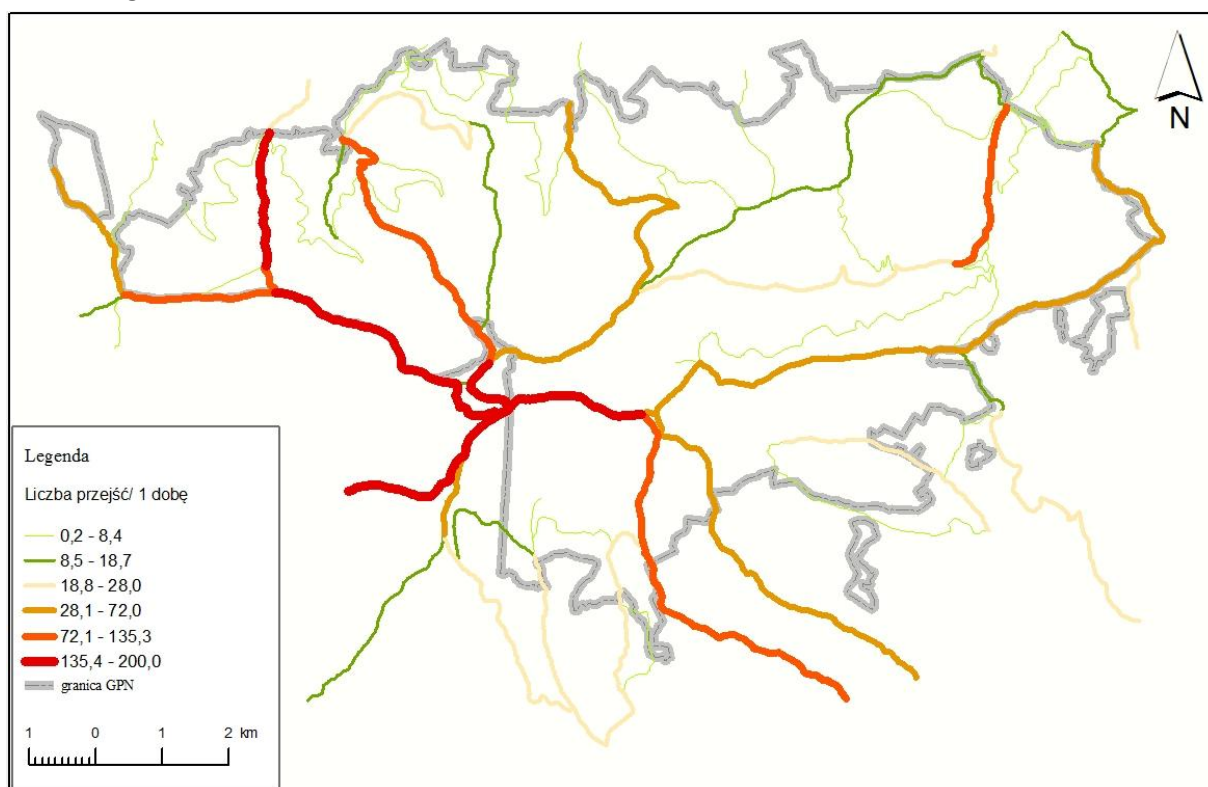 N
Legenda
Liczba przejść/ 1 dobę
0,2 - 8,4
8,5 - 18,7
18,8 - 28,0
28,1 - 72,0
72,1 - 135,3
135,4 - 200,0
granica GPN
1 0 1 2 km